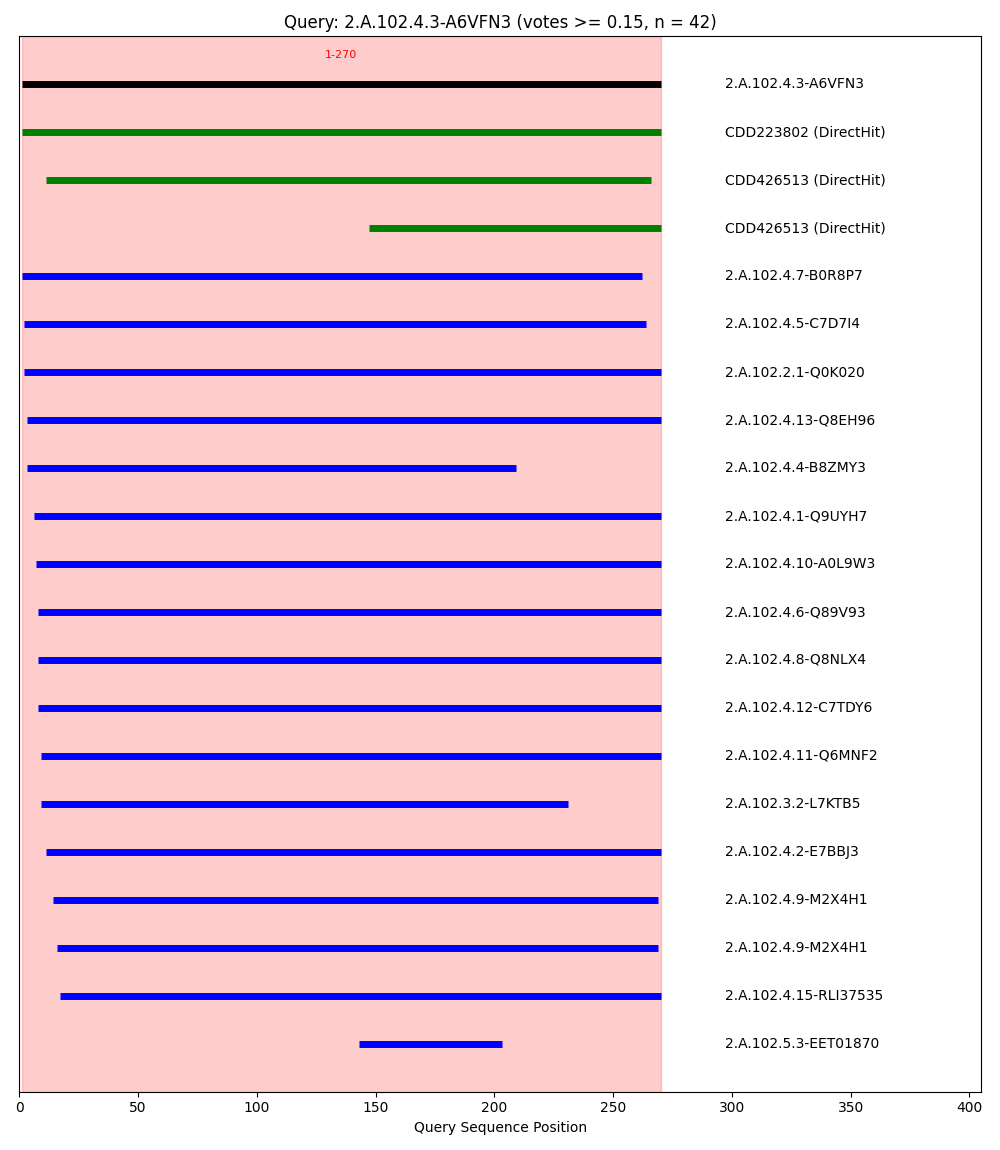 Query: 2.A.102.4.3-A6VFN3 (votes >= 0.15, n = 42)
1-270
2.A.102.4.3-A6VFN3
CDD223802 (DirectHit)
CDD426513 (DirectHit)
CDD426513 (DirectHit)
2.A.102.4.7-B0R8P7
2.A.102.4.5-C7D7I4
2.A.102.2.1-Q0K020
2.A.102.4.13-Q8EH96
2.A.102.4.4-B8ZMY3
2.A.102.4.1-Q9UYH7
2.A.102.4.10-A0L9W3
2.A.102.4.6-Q89V93
2.A.102.4.8-Q8NLX4
2.A.102.4.12-C7TDY6
2.A.102.4.11-Q6MNF2
2.A.102.3.2-L7KTB5
2.A.102.4.2-E7BBJ3
2.A.102.4.9-M2X4H1
2.A.102.4.9-M2X4H1
2.A.102.4.15-RLI37535
2.A.102.5.3-EET01870
0 50 100 150 200 250 300 350 400
Query Sequence Position